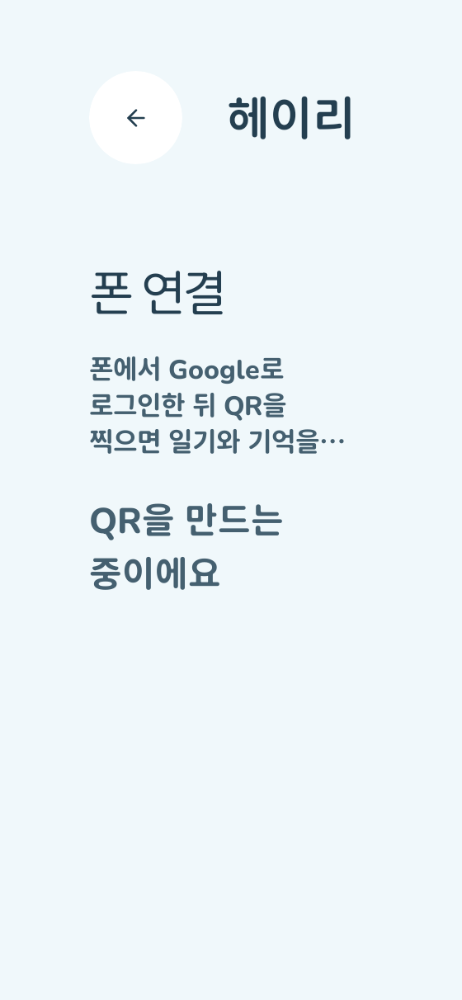 헤이리
폰 연결
폰에서 Google로
로그인한 뒤 QR을
찍으면 일기와 기억을…
QR을 만드는
중이에요